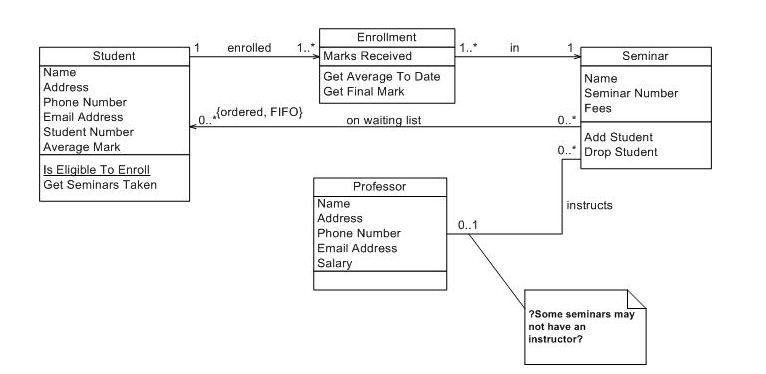 Enrollment
1 enrolled 1..* Marks Received 1..* in 1
Student
Seminar
Name
Address
Phone Number
Email Address
Student Number
Average Mark
Is Eligible To Enroll
Get Seminars Taken
Get Average To Date
Get Final Mark
Name
Seminar Number
Fees
Add Student
Drop Student
0..* {ordered, FIFO} on waiting list 0..*
0..*
Professor
Name
Address
Phone Number
Email Address
Salary
0..1
instructs
?Some seminars may
not have an
instructor?